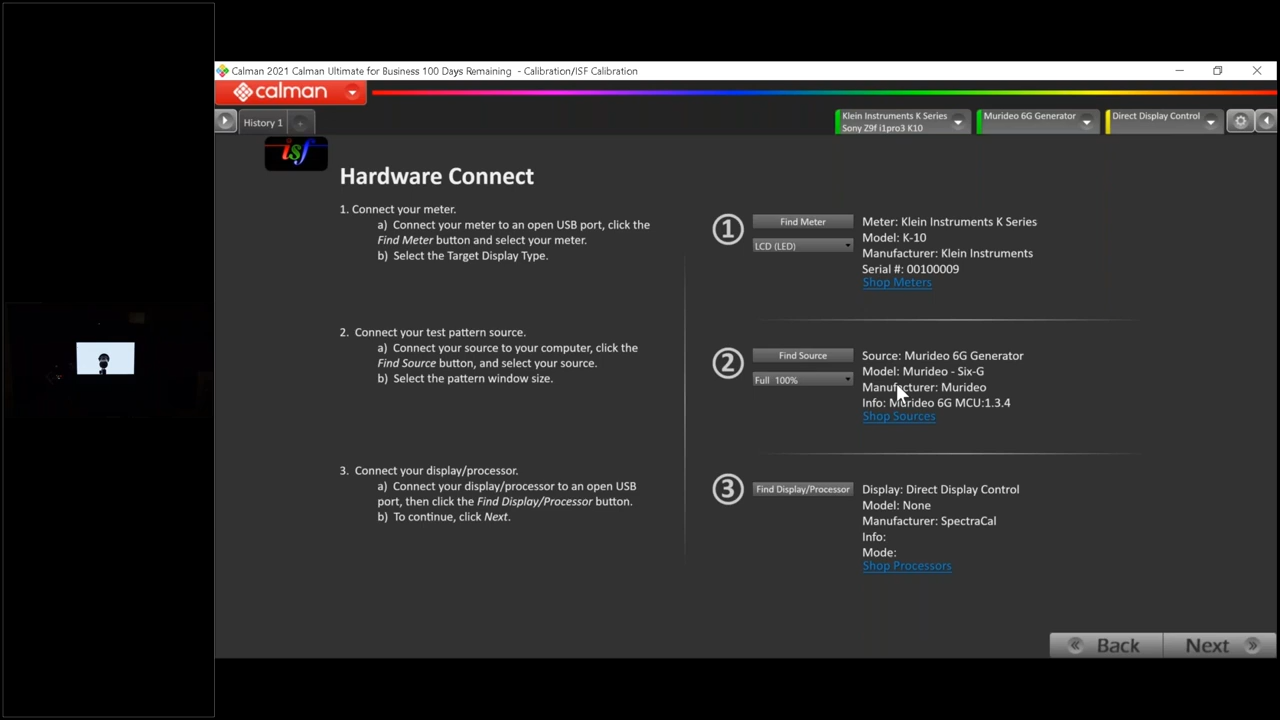 Calman 2021 Calman Ultimate for Business 100 Days Remaining - Calibration/ISF Calibration
calman
History 1
+
Klein Instruments K Series
Sony Z9f i1pro3 K10
Murideo 6G Generator
Direct Display Control
isf
Hardware Connect
1. Connect your meter.
a) Connect your meter to an open USB port, click the
Find Meter button and select your meter.
b) Select the Target Display Type.
1
Find Meter
LCD (LED)
Meter: Klein Instruments K Series
Model: K-10
Manufacturer: Klein Instruments
Serial #: 00100009
Shop Meters
2. Connect your test pattern source.
a) Connect your source to your computer, click the
Find Source button, and select your source.
b) Select the pattern window size.
2
Find Source
Full 100%
Source: Murideo 6G Generator
Model: Murideo - Six-G
Manufacturer: Murideo
Info: Murideo 6G MCU:1.3.4
Shop Sources
3. Connect your display/processor.
a) Connect your display/processor to an open USB
port, then click the Find Display/Processor button.
b) To continue, click Next.
3
Find Display/Processor
Display: Direct Display Control
Model: None
Manufacturer: SpectraCal
Info:
Mode:
Shop Processors
Back
Next